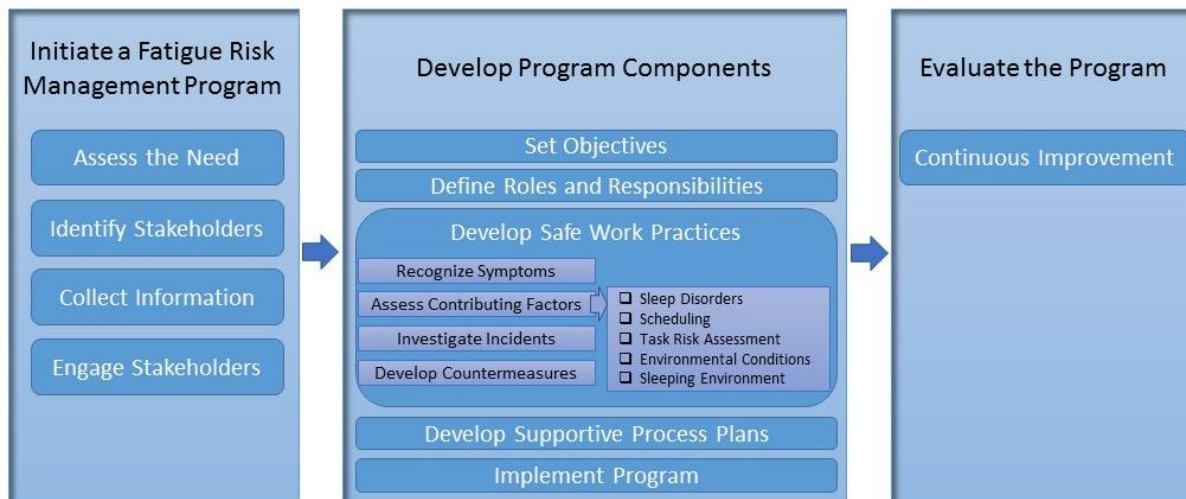 Initiate a Fatigue Risk
Management Program
Assess the Need
Identify Stakeholders
Collect Information
Engage Stakeholders
Develop Program Components
Set Objectives
Define Roles and Responsibilities
Develop Safe Work Practices
Recognize Symptoms
Assess Contributing Factors
Investigate Incidents
Develop Countermeasures
Sleep Disorders
Scheduling
Task Risk Assessment
Environmental Conditions
Sleeping Environment
Develop Supportive Process Plans
Implement Program
Evaluate the Program
Continuous Improvement